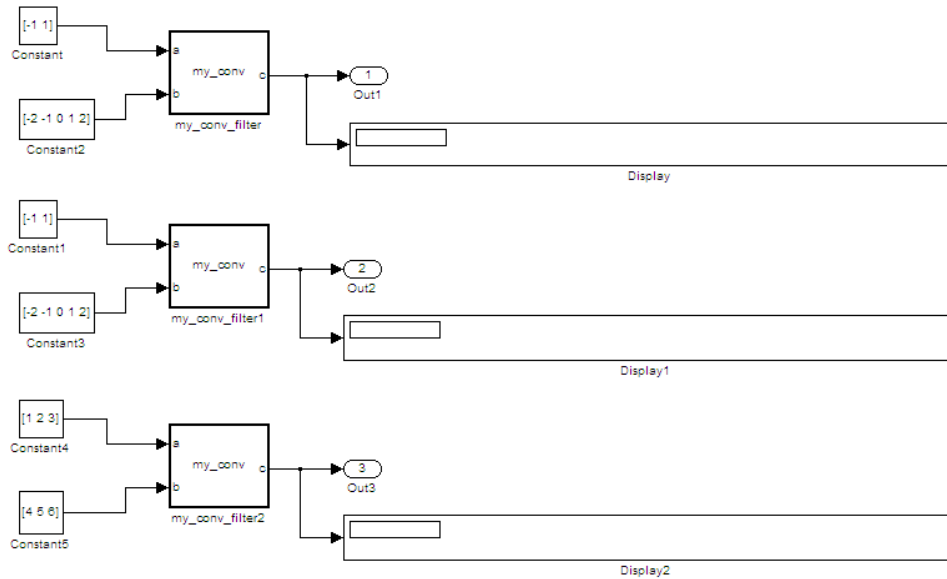 [-1 1]
Constant
[-2 -1 0 1 2]
Constant2
a
b
my_conv
c
my_conv_filter
1
Out1
Display
[-1 1]
Constant1
[-2 -1 0 1 2]
Constant3
a
b
my_conv
c
my_conv_filter1
2
Out2
Display1
[1 2 3]
Constant4
[4 5 6]
Constant5
a
b
my_conv
c
my_conv_filter2
3
Out3
Display2